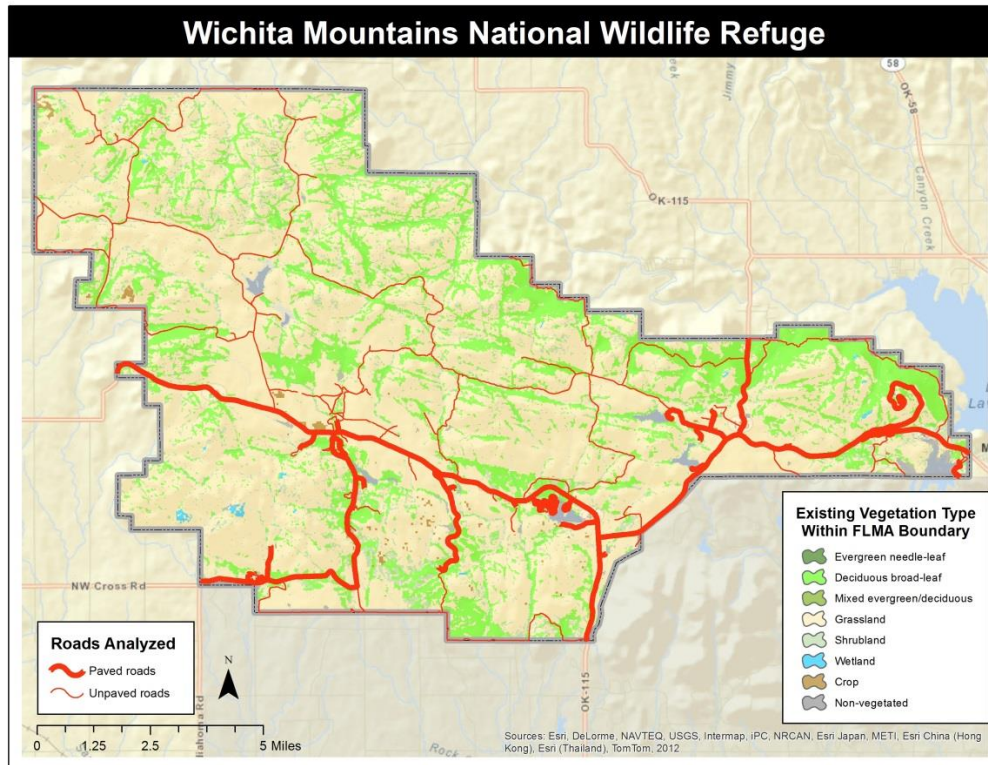 Wichita Mountains National Wildlife Refuge
58
OK-58
Creek
Jimmy
OK-115
Canyon Creek
L
Law
M
NW Cross Rd
OK-115
Roads Analyzed
Paved roads
Unpaved roads
N
0 1.25 2.5 5 Miles
Existing Vegetation Type
Within FLMA Boundary
Evergreen needle-leaf
Deciduous broad-leaf
Mixed evergreen/deciduous
Grassland
Shrubland
Wetland
Crop
Non-vegetated
Sources: Esri, DeLorme, NAVTEQ, USGS, Intermap, iPC, NRCAN, Esri Japan, METI, Esri China (Hong
Kong), Esri (Thailand), TomTom, 2012